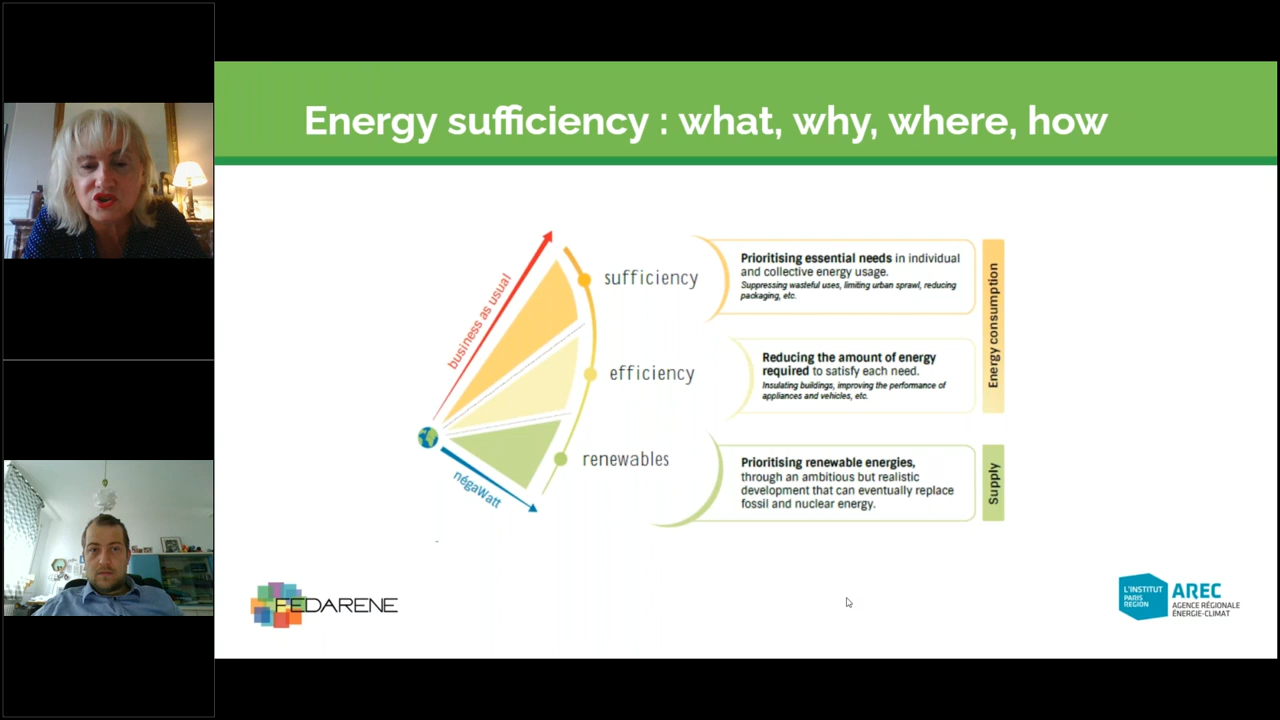 Energy sufficiency : what, why, where, how
business as usual
négaWatt
sufficiency
Prioritising essential needs in individual
and collective energy usage.
Suppressing wasteful uses, limiting urban sprawl, reducing
packaging, etc.
efficiency
Reducing the amount of energy
required to satisfy each need.
Insulating buildings, improving the performance of
appliances and vehicles, etc.
Energy consumption
renewables
Prioritising renewable energies,
through an ambitious but realistic
development that can eventually replace
fossil and nuclear energy.
Supply
FEDARENE
L'INSTITUT
PARIS
REGION
AREC
AGENCE RÉGIONALE
ÉNERGIE-CLIMAT